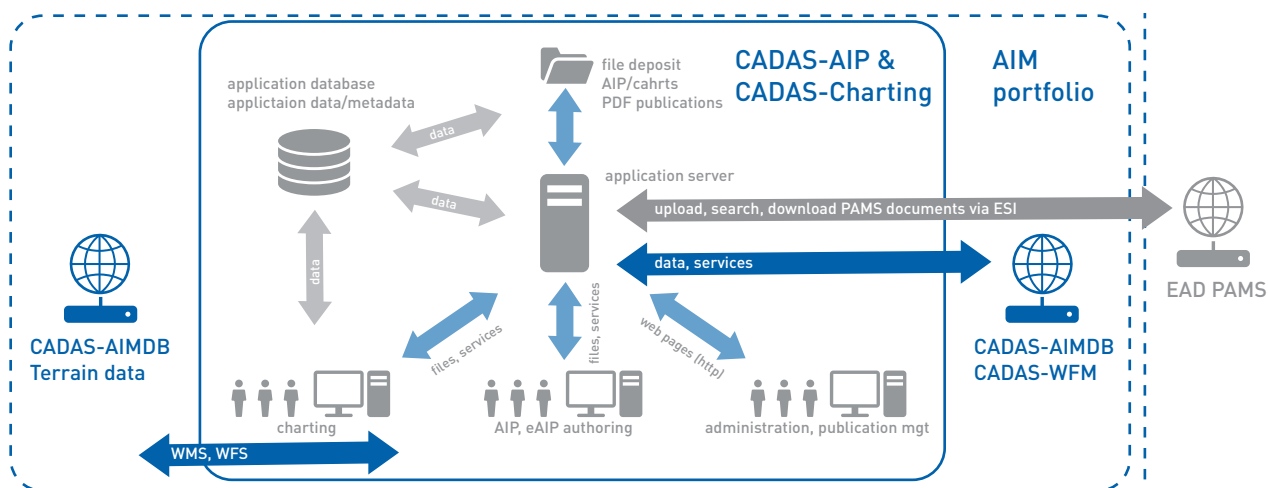 file deposit
AIP/cahrts
PDF publications
CADAS-AIP &
CADAS-Charting
AIM
portfolio
application database
applictaion data/metadata
data
data
data
application server
upload, search, download PAMS documents via ESI
data, services
EAD PAMS
CADAS-AIMDB
Terrain data
CADAS-AIMDB
CADAS-WFM
files, services
files, services
web pages (http)
charting
AIP, eAIP authoring
administration, publication mgt
WMS, WFS